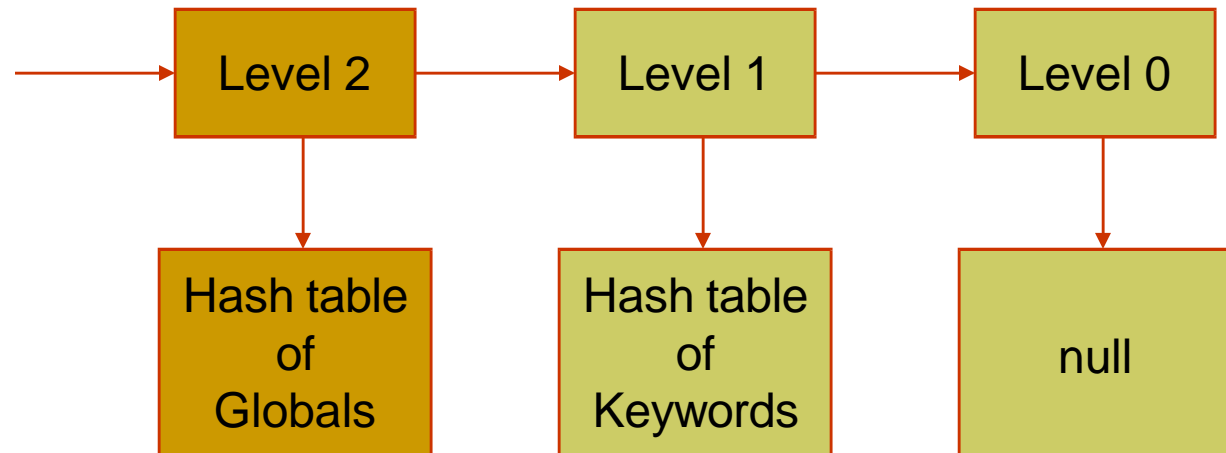 Level 2
Level 1
Level 0
Hash table
of
Globals
Hash table
of
Keywords
null